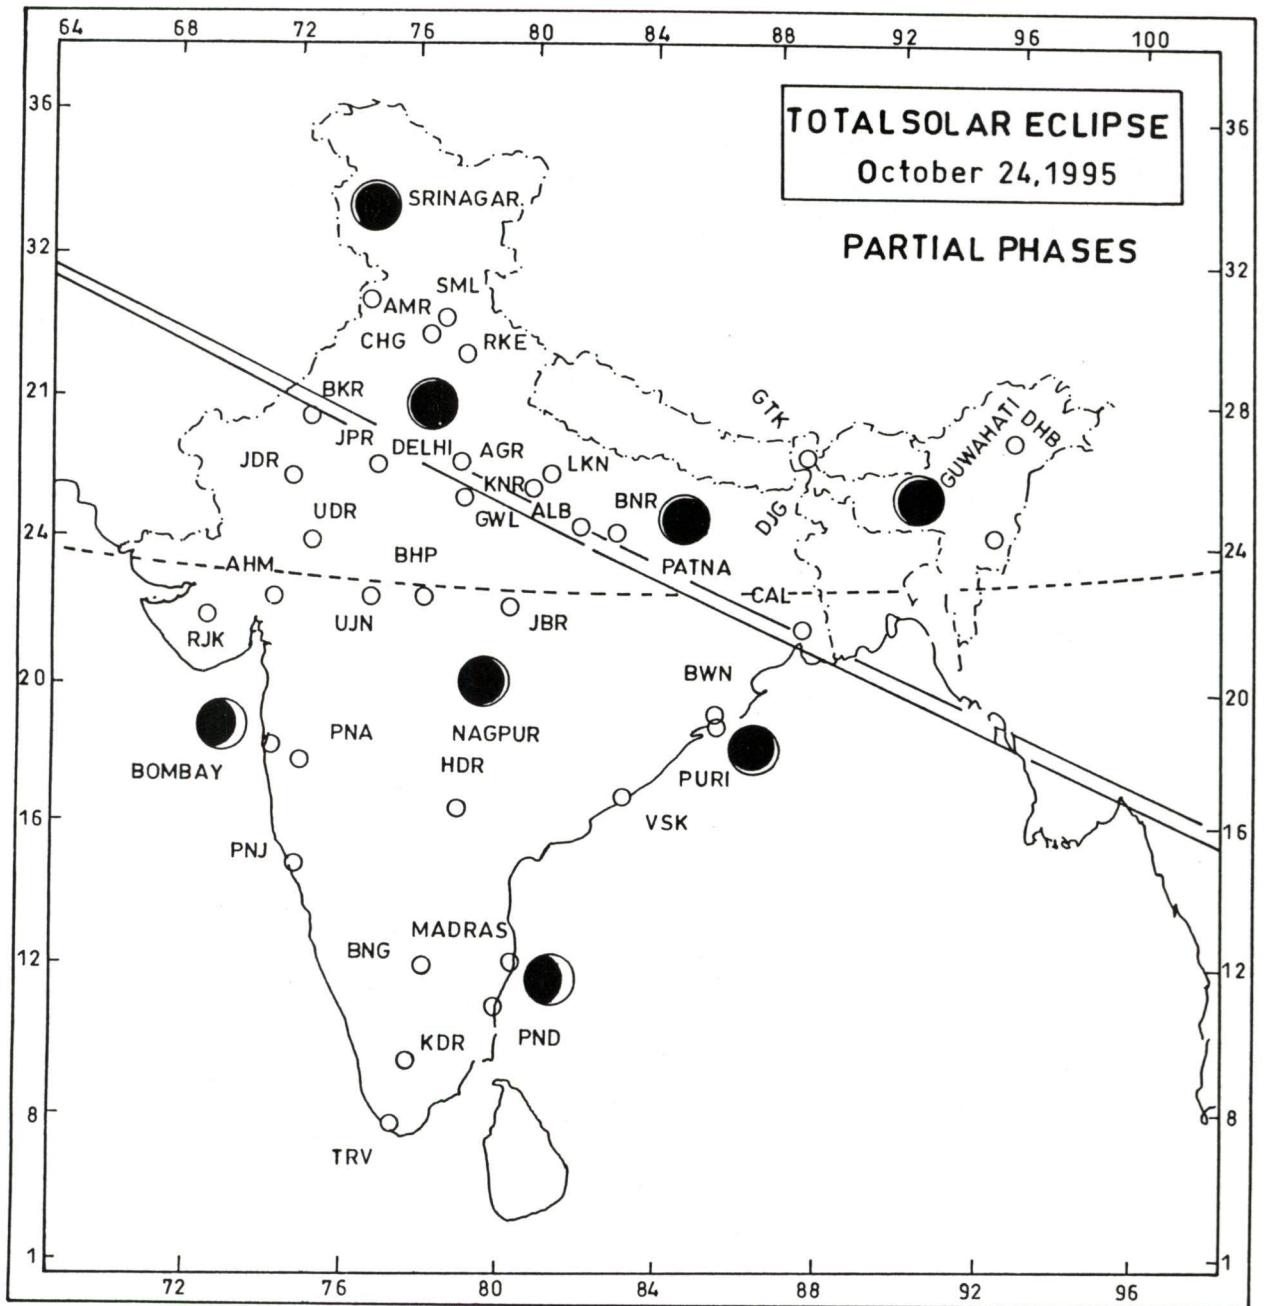 64 68 72 76 80 84 88 92 96 100
36
TOTAL SOLAR ECLIPSE
36
October 24,1995
SRINAGAR
PARTIAL PHASES
32
32
SML
AMR
CHG
RKE
BKR
21
GTK
28
GUWAHATI
DHB
JPR
DELHI
AGR
JDR
LKN
KNR
BNR
UDR
GWL
ALB
DJG
24
24
BHP
AHM
PATNA
CAL
UJN
JBR
RJK
20
BWN
20
PNA
NAGPUR
BOMBAY
HDR
PURI
16
VSK
16
PNJ
MADRAS
BNG
12
12
KDR
PND
8
8
TRV
1
1
72 76 80 84 88 92 96